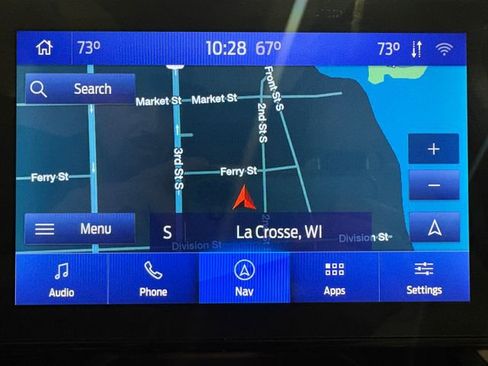 73° 10:28 67° 73°
Search
Front St S
Market St Market St
2nd St S
3rd St S
Ferry St Ferry St
+
−
Menu S La Crosse, WI
Division St Division St
Audio Phone Nav Apps Settings